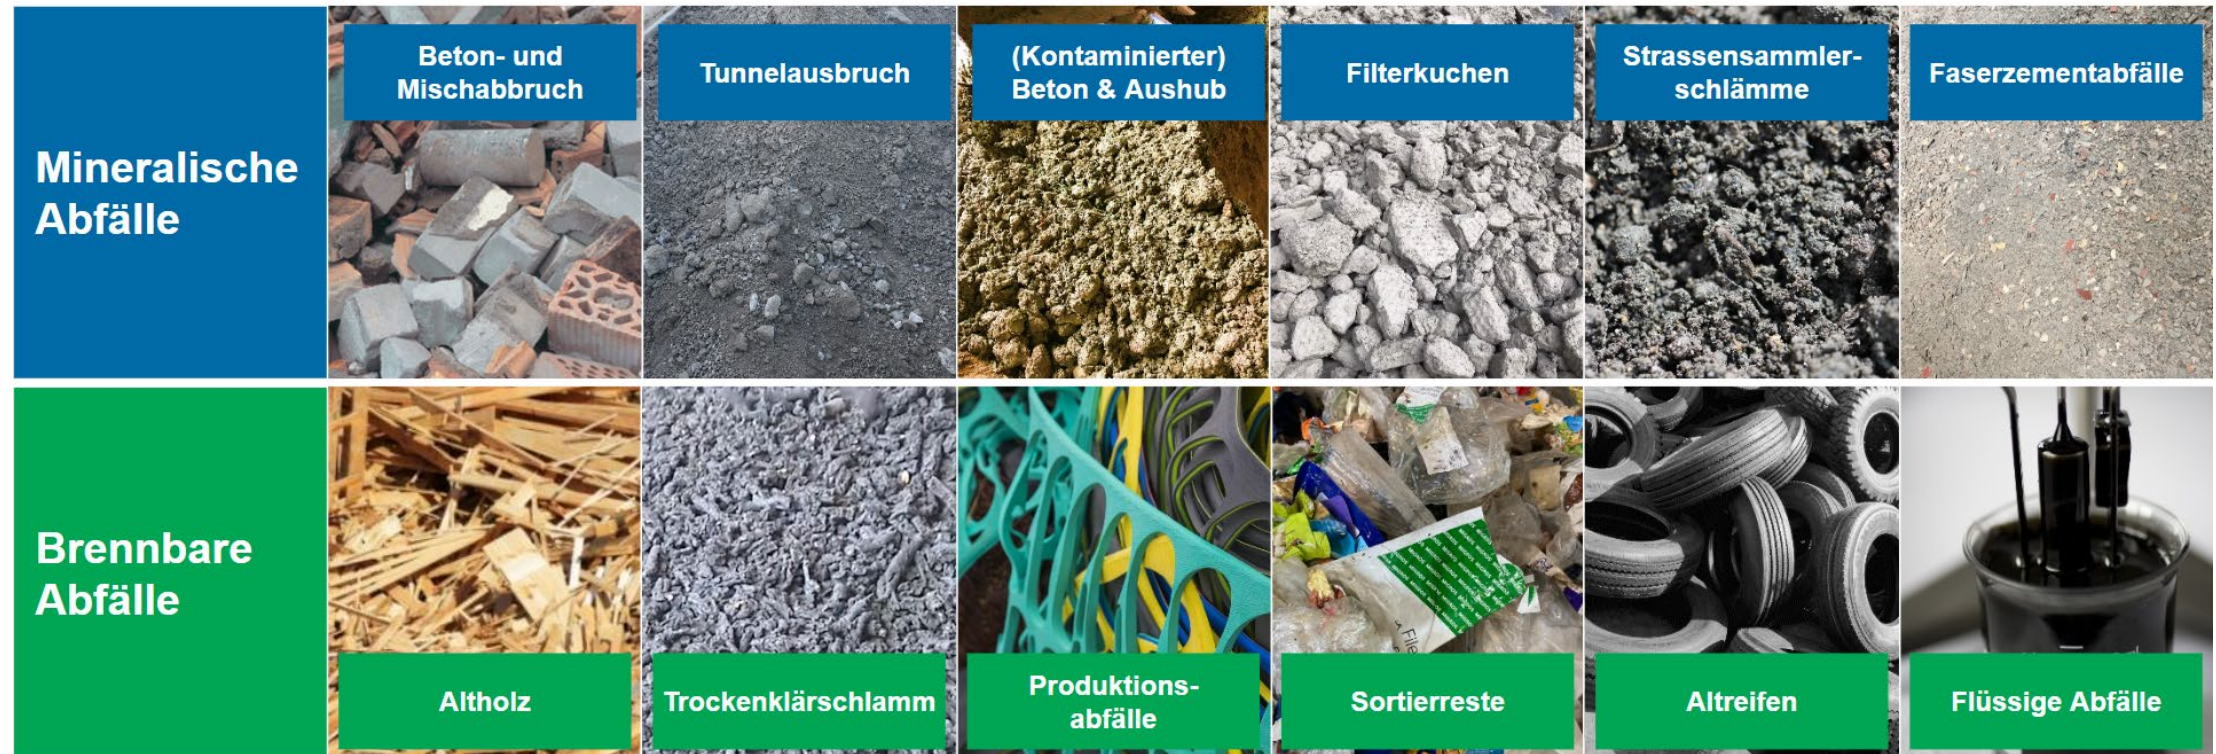 Mineralische
Abfälle
Beton- und
Mischabbruch
Tunnelausbruch
(Kontaminierter)
Beton & Aushub
Filterkuchen
Strassensammler-
schlämme
Faserzementabfälle
Brennbare
Abfälle
Altholz
Trockenklärschlamm
Produktions-
abfälle
Sortierreste
Altreifen
Flüssige Abfälle